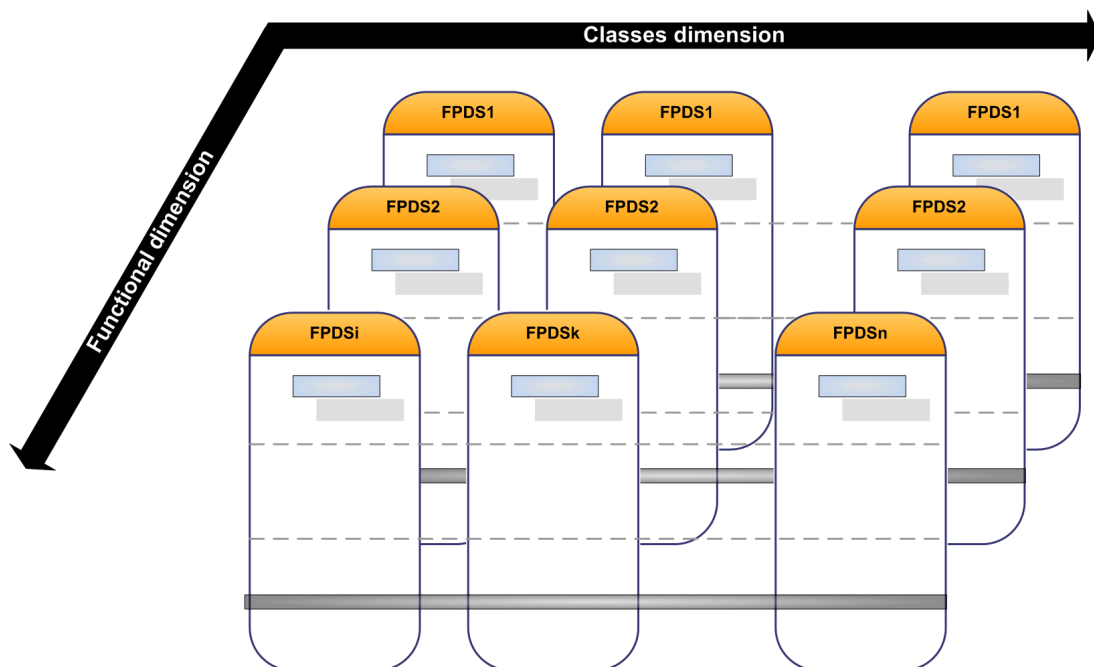 Classes dimension
Functional dimension
FPDS1
FPDS1
FPDS1
FPDS2
FPDS2
FPDS2
FPDSi
FPDSk
FPDSn